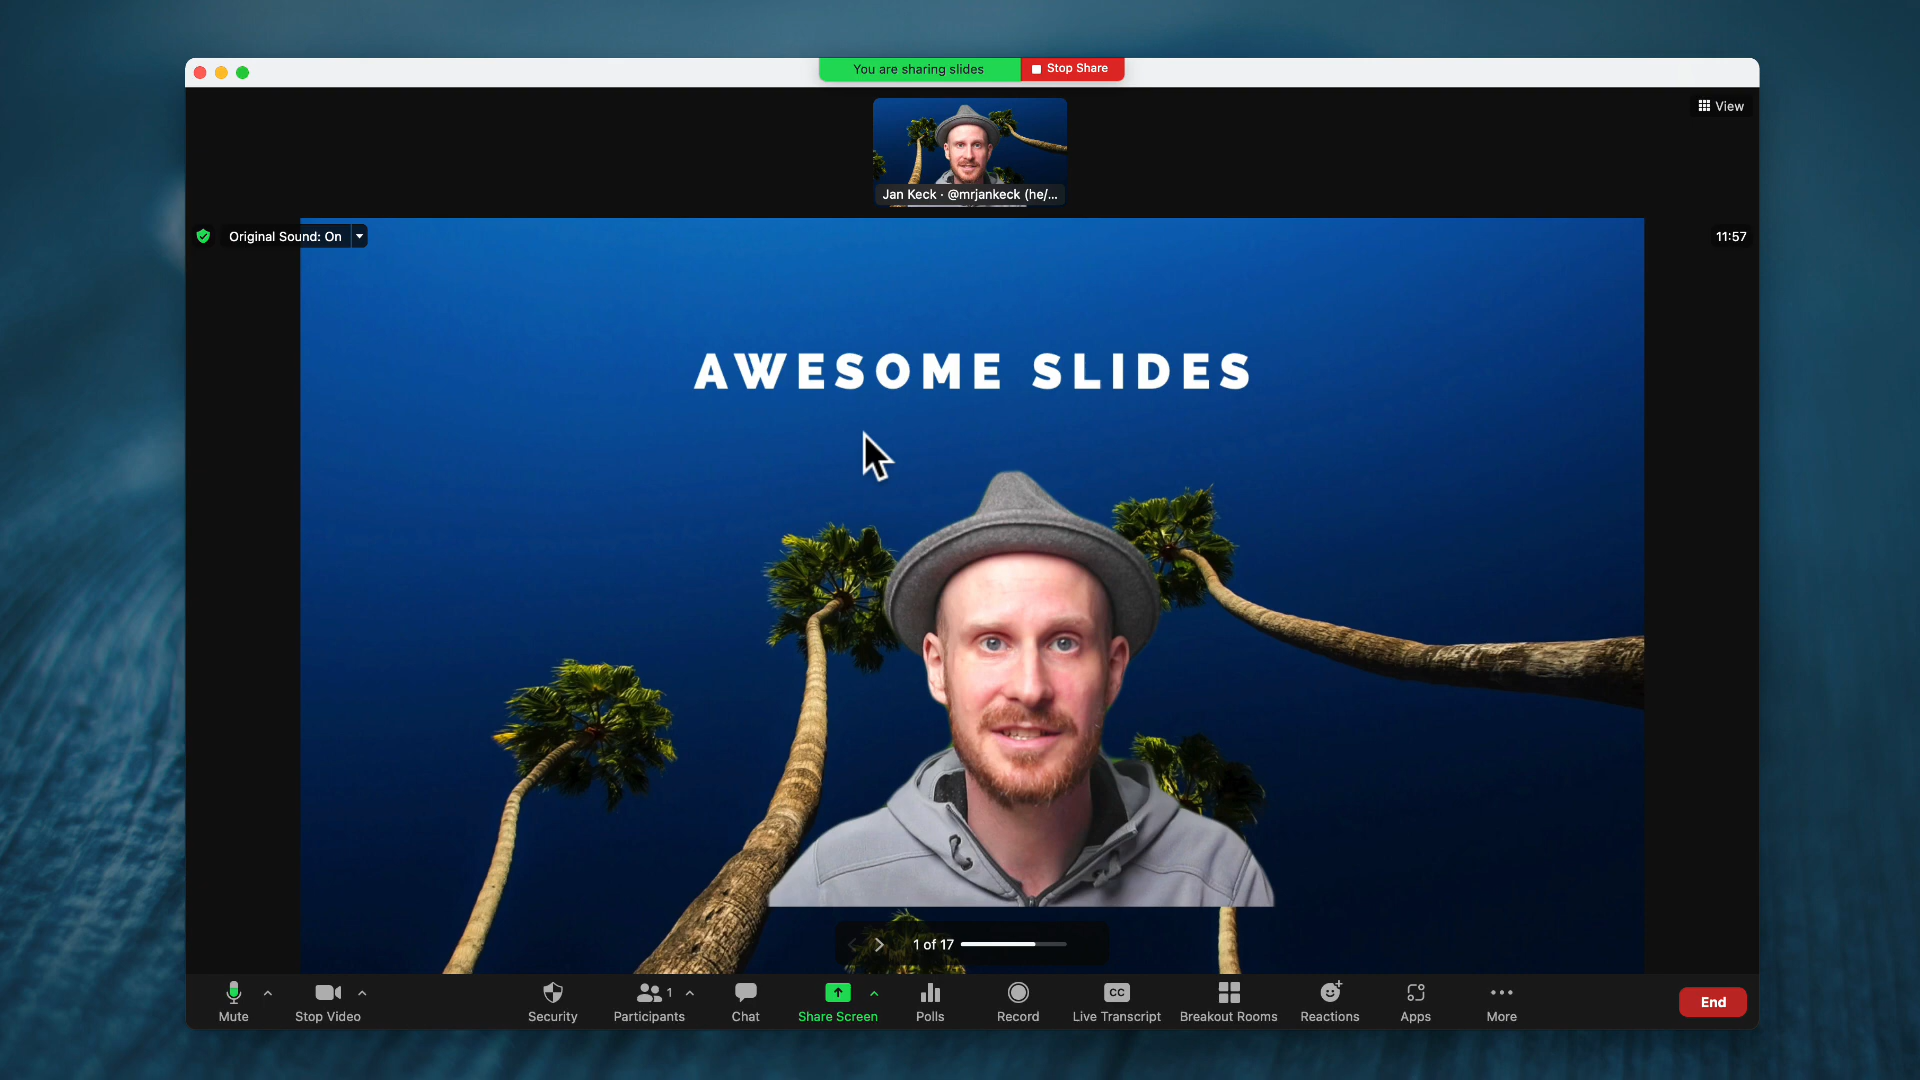 You are sharing slides
Stop Share
View
Jan Keck · @mrjankeck (he/...
Original Sound: On
11:57
AWESOME SLIDES
1 of 17
1
CC
Mute
Stop Video
Security
Participants
Chat
Share Screen
Polls
Record
Live Transcript
Breakout Rooms
Reactions
Apps
More
End